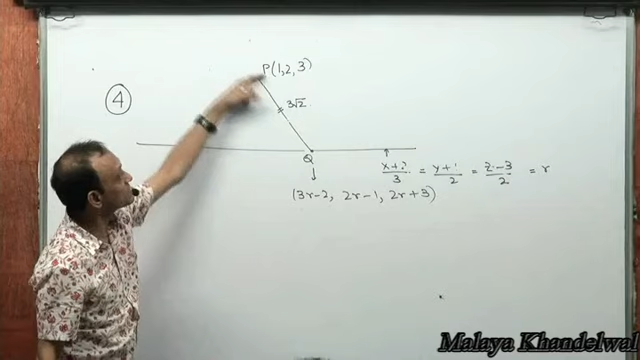 ④
P(1,2,3)
3√2
Q
(x+2)/3 = (y+1)/2 = (z-3)/2 = r
(3r-2, 2r-1, 2r+3)
Malaya Khandelwal